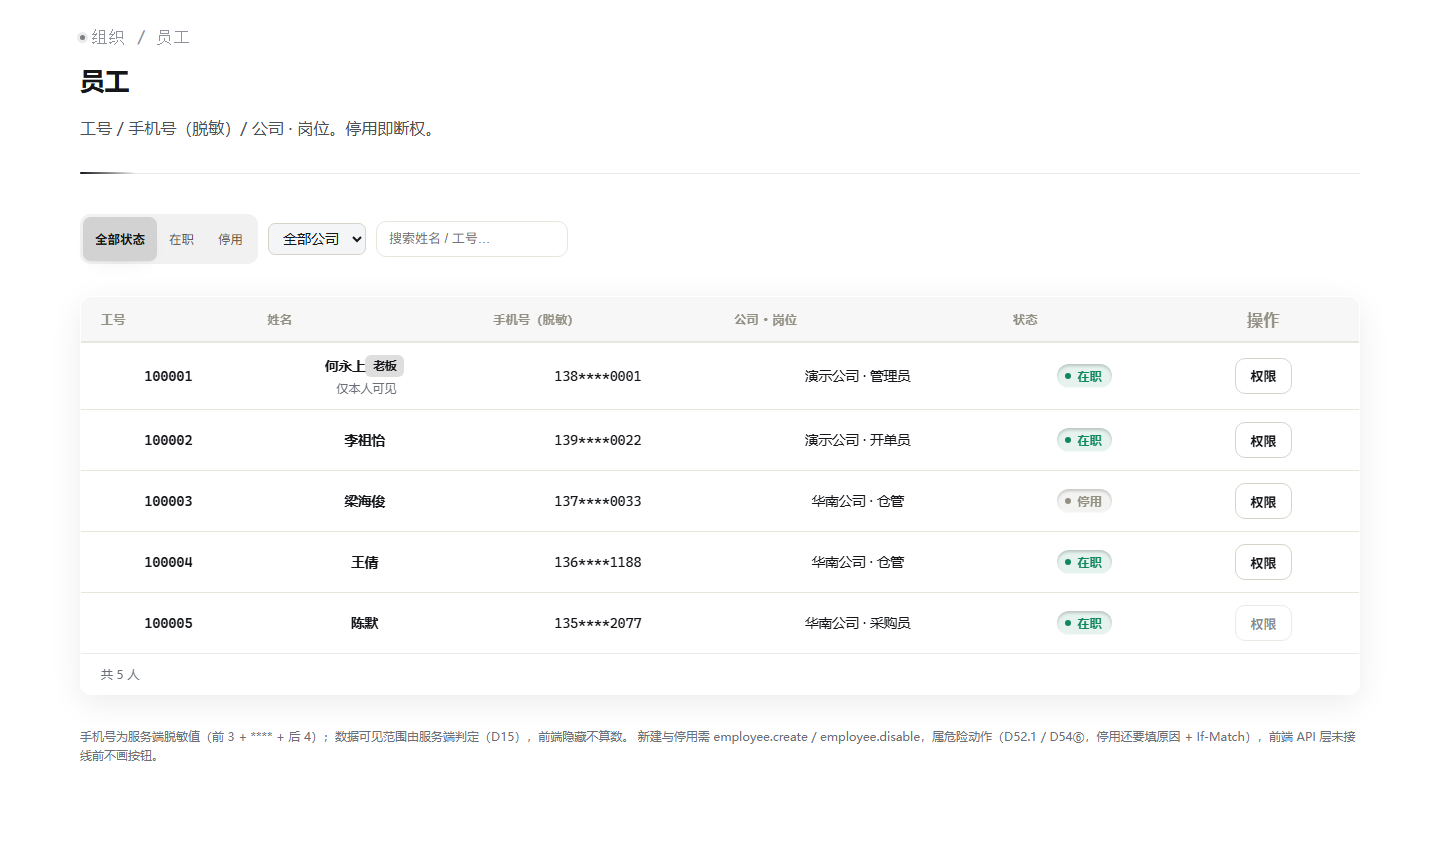 组织 / 员工
员工
工号 / 手机号（脱敏）/ 公司 · 岗位。停用即断权。
全部状态 在职 停用 全部公司 搜索姓名 / 工号…
工号 姓名 手机号（脱敏） 公司 · 岗位 状态 操作
100001 何永上 老板 138****0001 演示公司 · 管理员 在职 权限
仅本人可见
100002 李祖怡 139****0022 演示公司 · 开单员 在职 权限
100003 梁海俊 137****0033 华南公司 · 仓管 停用 权限
100004 王倩 136****1188 华南公司 · 仓管 在职 权限
100005 陈默 135****2077 华南公司 · 采购员 在职 权限
共 5 人
手机号为服务端脱敏值（前 3 + **** + 后 4）；数据可见范围由服务端判定（D15），前端隐藏不算数。 新建与停用需 employee.create / employee.disable，属危险动作（D52.1 / D54⑥，停用还要填原因 + If-Match），前端 API 层未接
线前不画按钮。